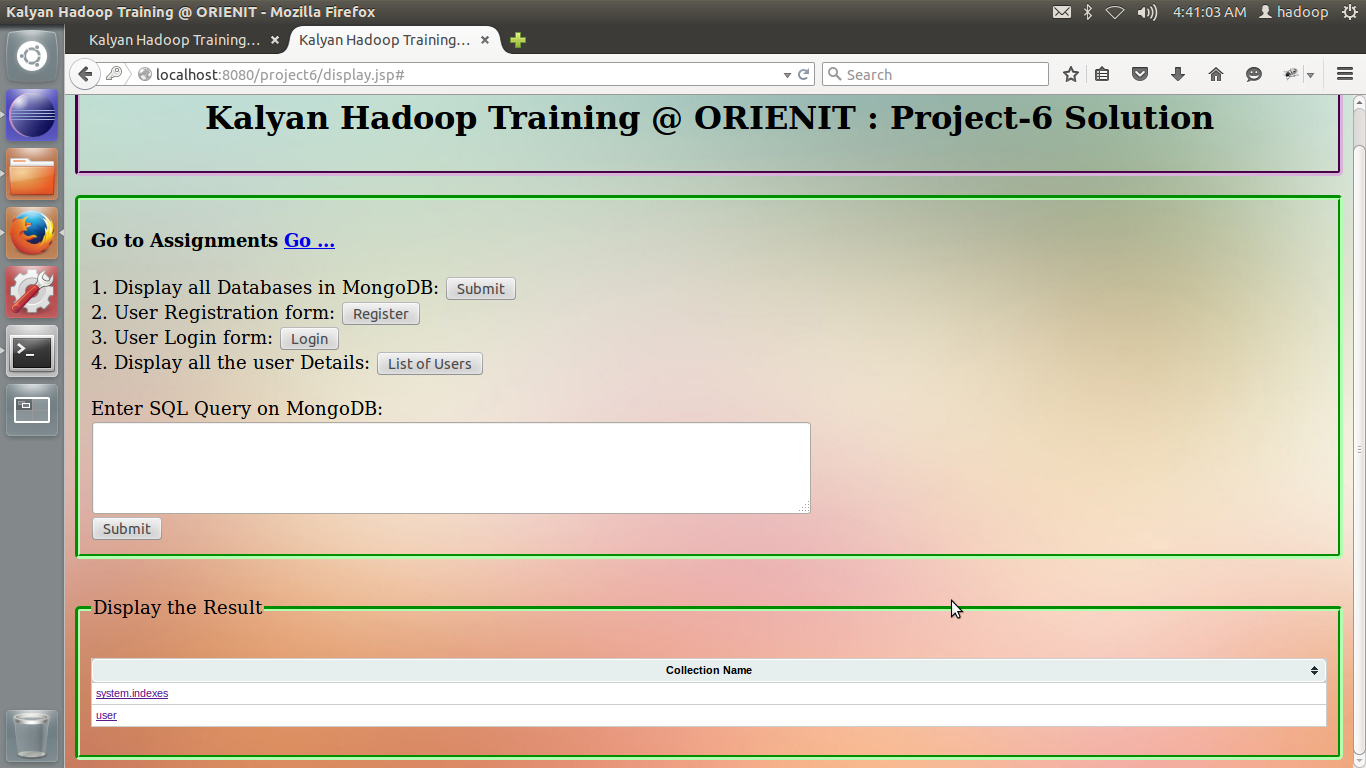 Kalyan Hadoop Training @ ORIENIT - Mozilla Firefox
4:41:03 AM hadoop
Kalyan Hadoop Training... Kalyan Hadoop Training...
localhost:8080/project6/display.jsp# Search
Kalyan Hadoop Training @ ORIENIT : Project-6 Solution
Go to Assignments Go ...
1. Display all Databases in MongoDB: Submit
2. User Registration form: Register
3. User Login form: Login
4. Display all the user Details: List of Users
Enter SQL Query on MongoDB:
Submit
Display the Result
Collection Name
system.indexes
user